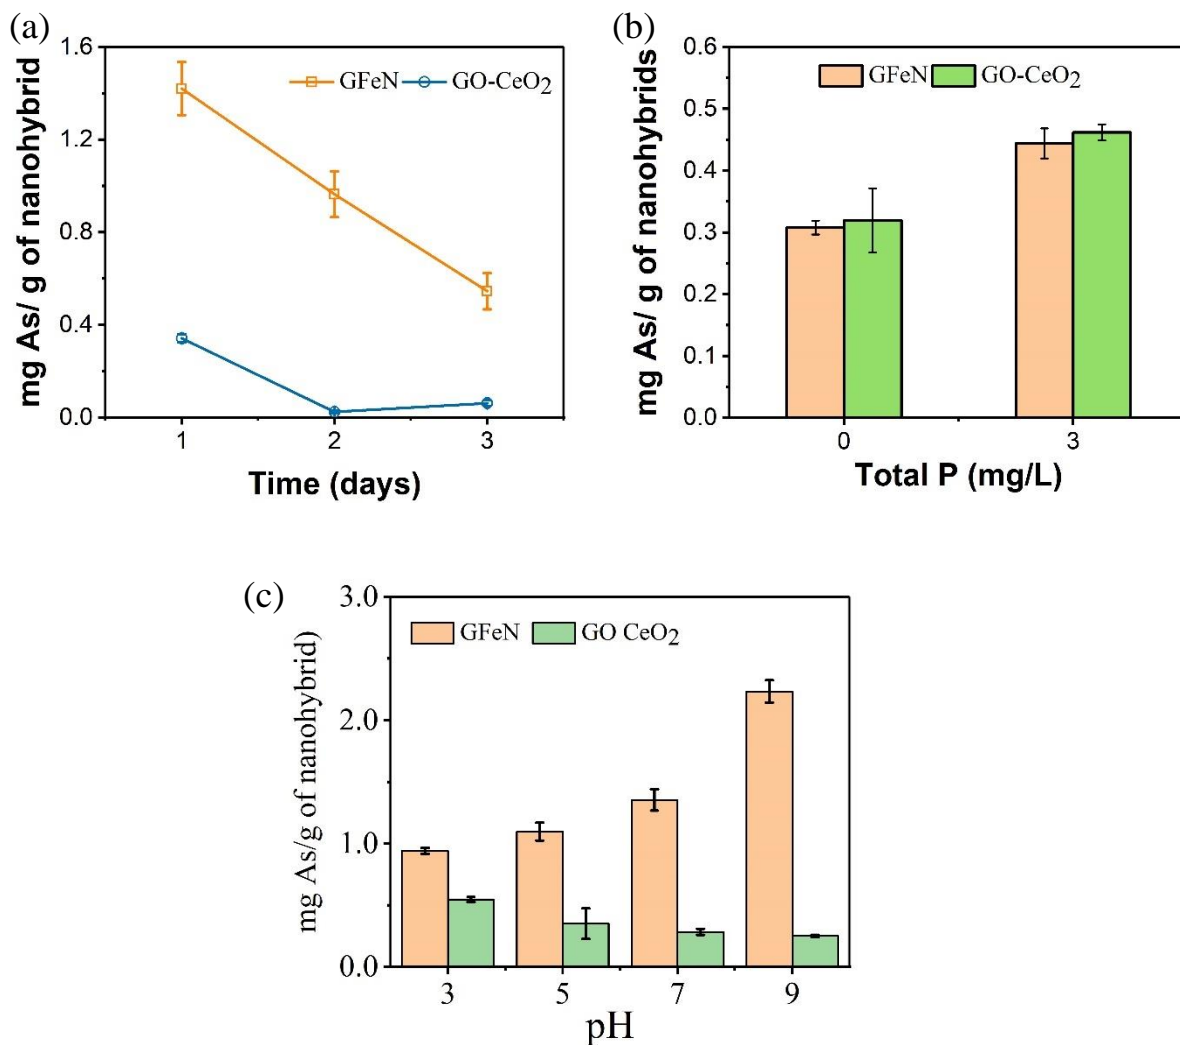 (a)
mg As/ g of nanohybrid
1.6
1.2
0.8
0.4
0.0
GFeN GO-CeO₂
1 2 3
Time (days)
(b)
mg As/ g of nanohybrids
0.6
0.5
0.4
0.3
0.2
0.1
0.0
GFeN GO-CeO₂
0 3
Total P (mg/L)
(c)
mg As/g of nanohybrid)
3.0
2.0
1.0
0.0
GFeN GO CeO₂
3 5 7 9
pH